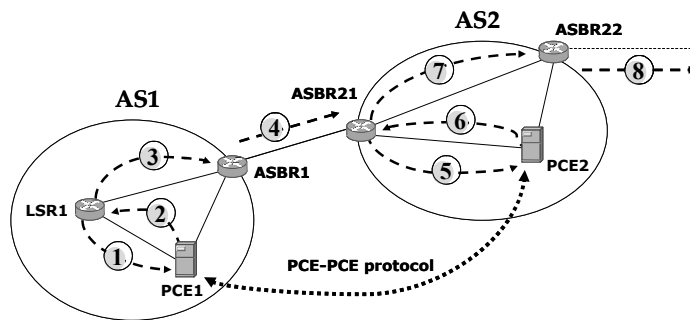 AS2
ASBR22
7
8
ASBR21
AS1
4
6
3
ASBR1
5
PCE2
LSR1
2
1
PCE-PCE protocol
PCE1